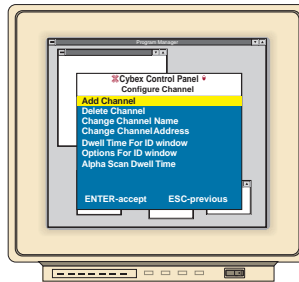 Program Manager
Cybex Control Panel
Configure Channel
Add Channel
Delete Channel
Change Channel Name
Change Channel Address
Dwell Time For ID window
Options For ID window
Alpha Scan Dwell Time
ENTER-accept ESC-previous